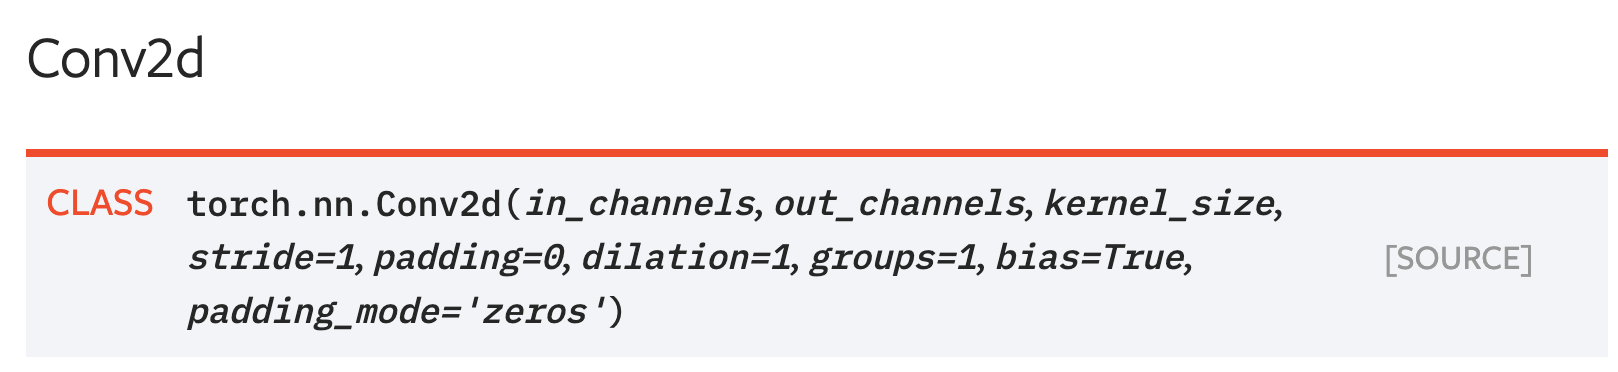 Conv2d
CLASS torch.nn.Conv2d(in_channels, out_channels, kernel_size,
stride=1, padding=0, dilation=1, groups=1, bias=True, [SOURCE]
padding_mode='zeros')